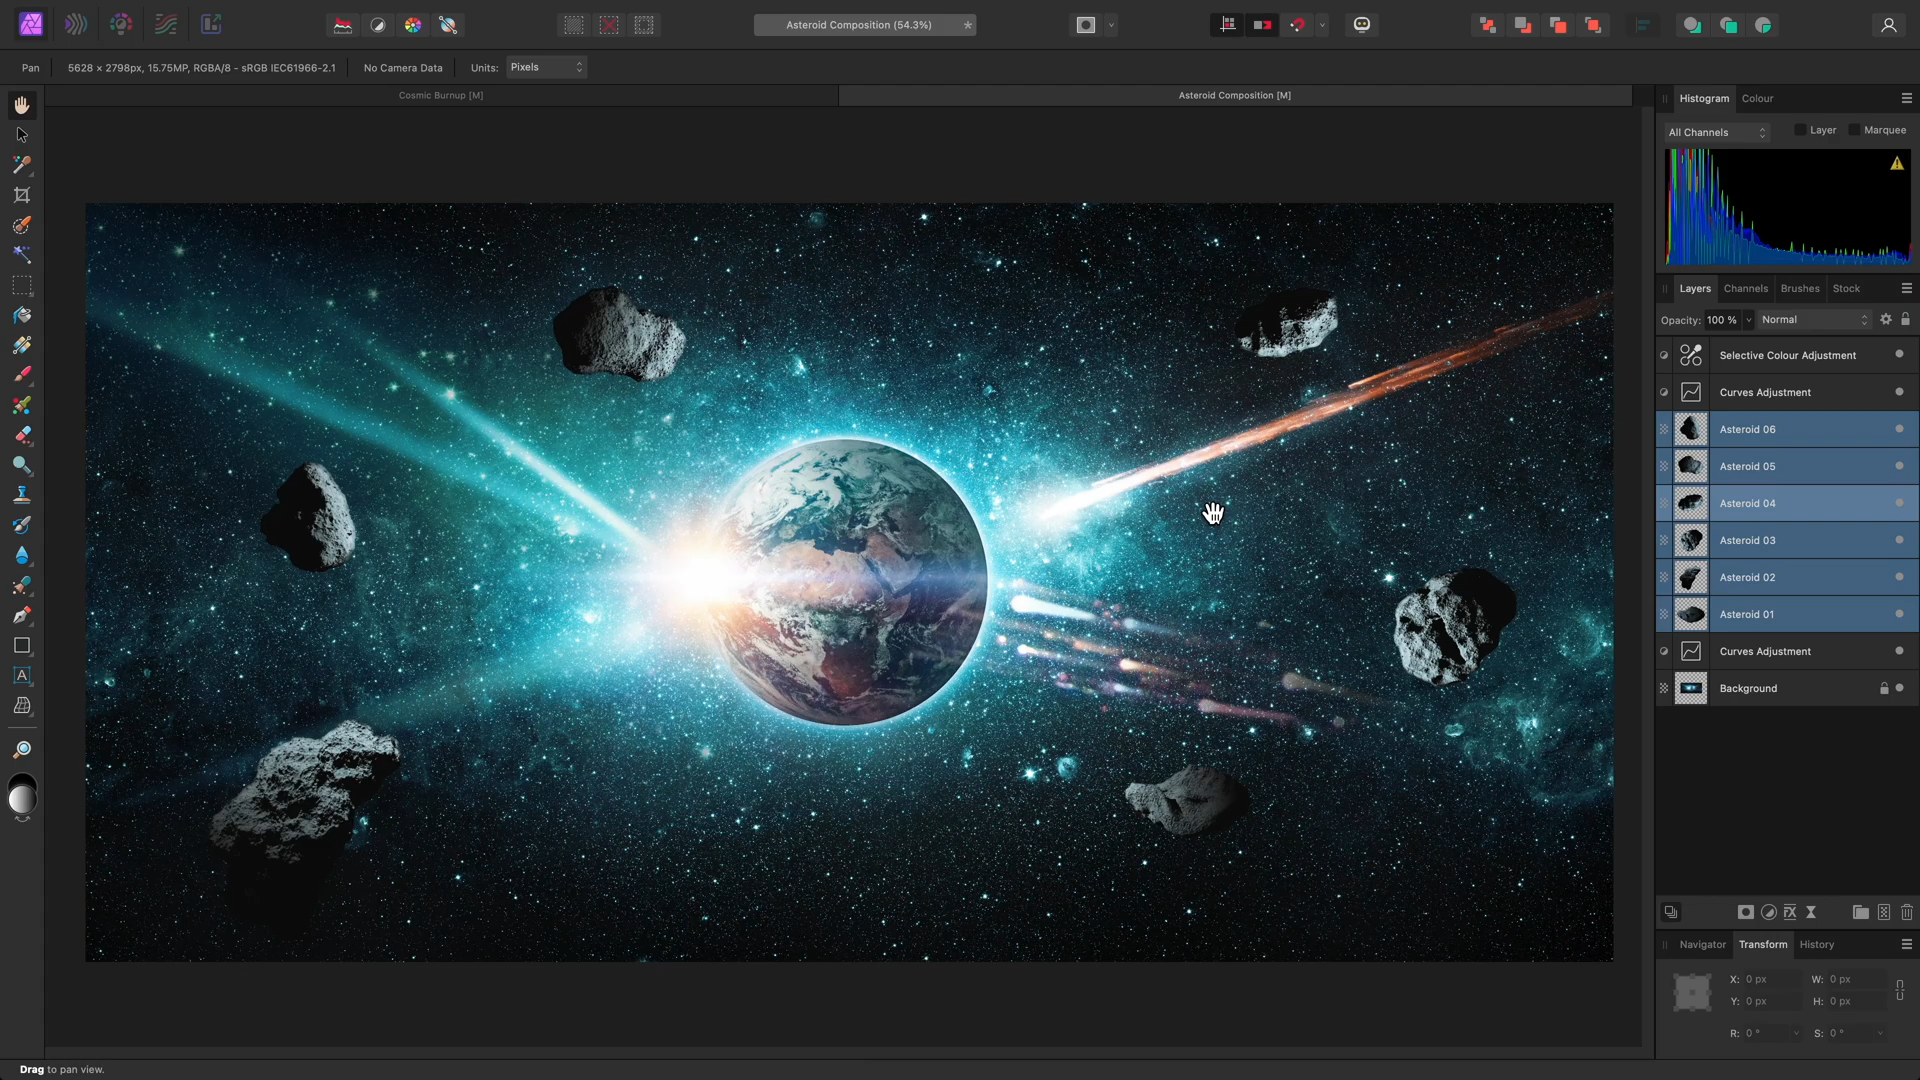 Asteroid Composition (54.3%) *
Pan 5628 × 2798px, 15.75MP, RGBA/8 - sRGB IEC61966-2.1 No Camera Data Units: Pixels
Cosmic Burnup [M] Asteroid Composition [M]
Histogram Colour
All Channels Layer Marquee
Layers Channels Brushes Stock
Opacity: 100 % Normal
Selective Colour Adjustment
Curves Adjustment
Asteroid 06
Asteroid 05
Asteroid 04
Asteroid 03
Asteroid 02
Asteroid 01
Curves Adjustment
Background
Navigator Transform History
X: 0 px W: 0 px
Y: 0 px H: 0 px
R: 0 ° S: 0 °
Drag to pan view.